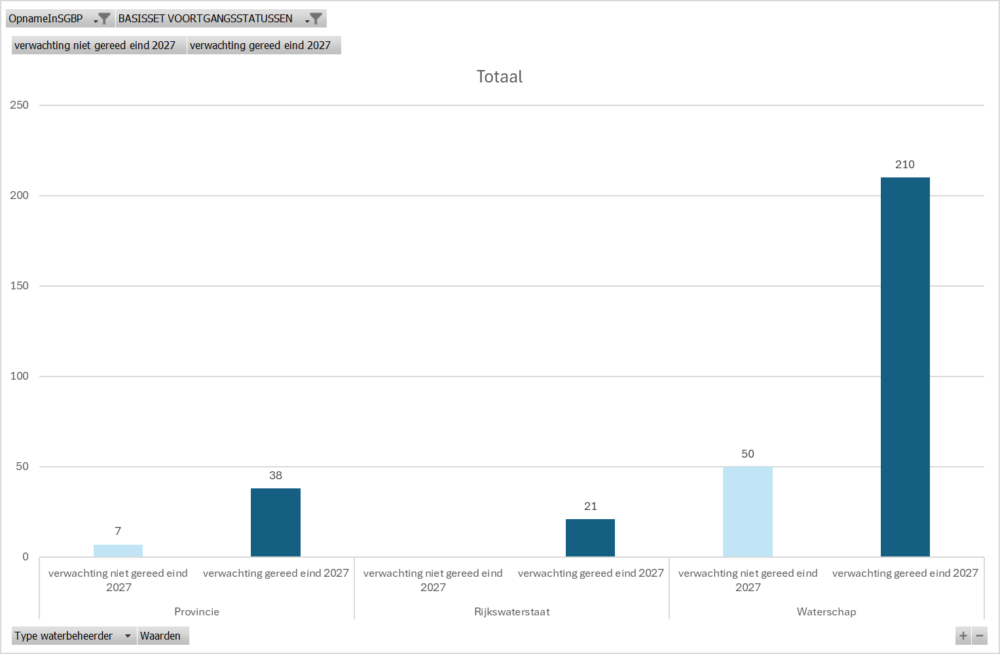 OpnameInSGBP BASISSET VOORTGANGSSTATUSSEN
verwachting niet gereed eind 2027 verwachting gereed eind 2027
Totaal
250
210
200
150
100
50
50
38
21
7
0
verwachting niet gereed eind 2027
verwachting gereed eind 2027
verwachting niet gereed eind 2027
verwachting gereed eind 2027
verwachting niet gereed eind 2027
verwachting gereed eind 2027
Provincie Rijkswaterstaat Waterschap
Type waterbeheerder Waarden
+ −